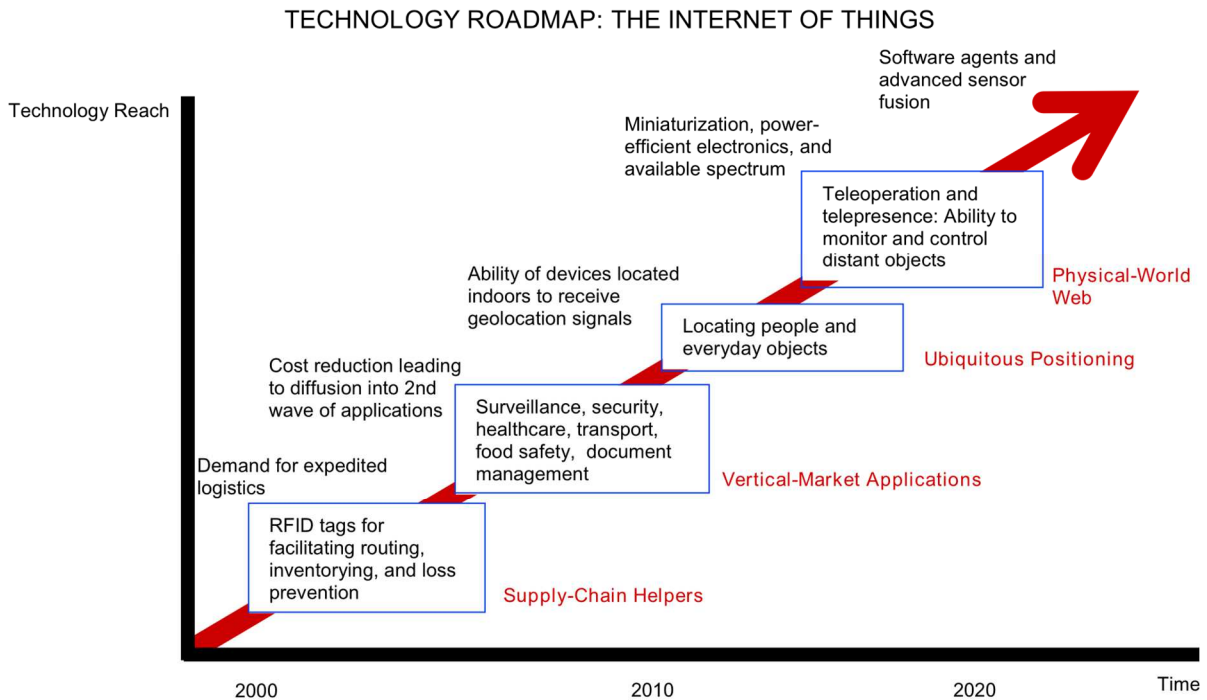 TECHNOLOGY ROADMAP: THE INTERNET OF THINGS
Technology Reach
Software agents and
advanced sensor
fusion
Miniaturization, power-
efficient electronics, and
available spectrum
Teleoperation and
telepresence: Ability to
monitor and control
distant objects
Physical-World
Web
Ability of devices located
indoors to receive
geolocation signals
Locating people and
everyday objects
Ubiquitous Positioning
Cost reduction leading
to diffusion into 2nd
wave of applications
Surveillance, security,
healthcare, transport,
food safety, document
management
Vertical-Market Applications
Demand for expedited
logistics
RFID tags for
facilitating routing,
inventorying, and loss
prevention
Supply-Chain Helpers
2000
2010
2020
Time